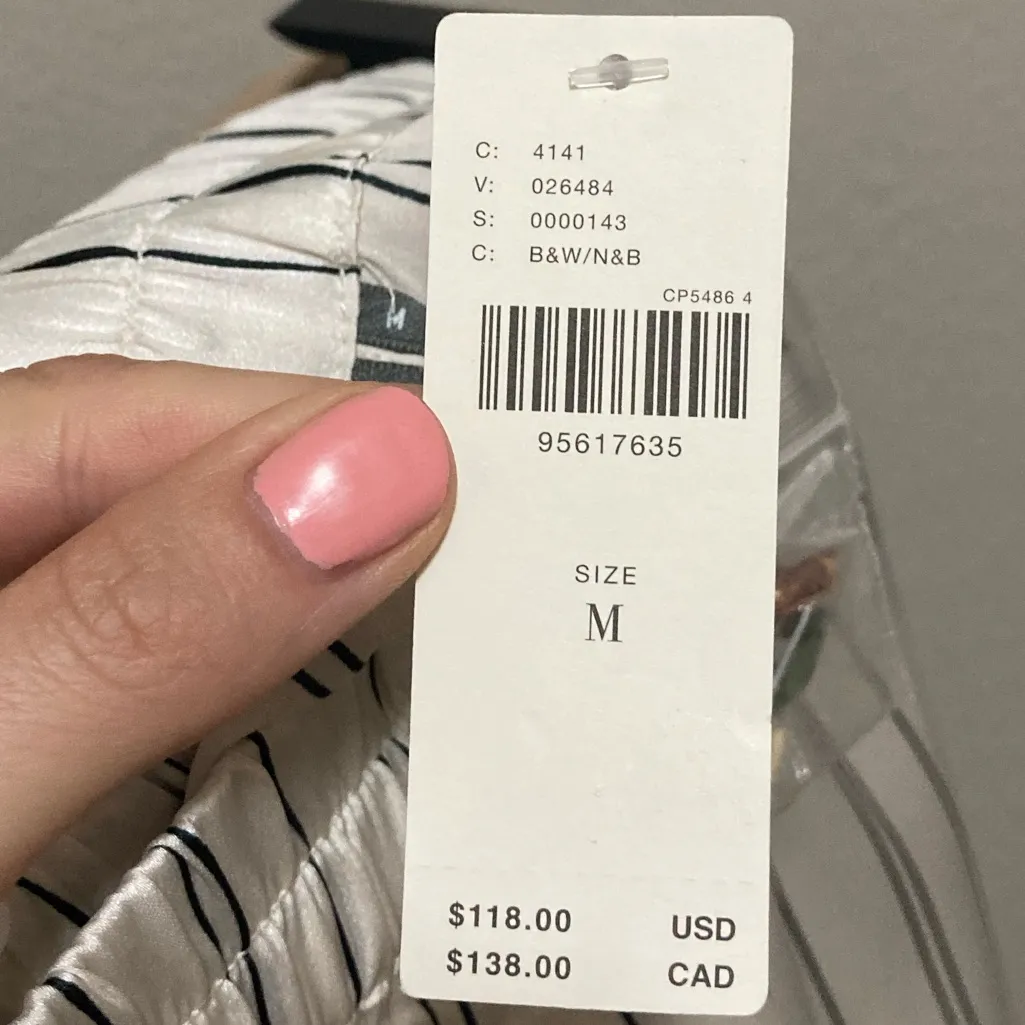 C: 4141
V: 026484
S: 0000143
C: B&W/N&B
CP5486 4
M
95617635
SIZE
M
$118.00 USD
$138.00 CAD